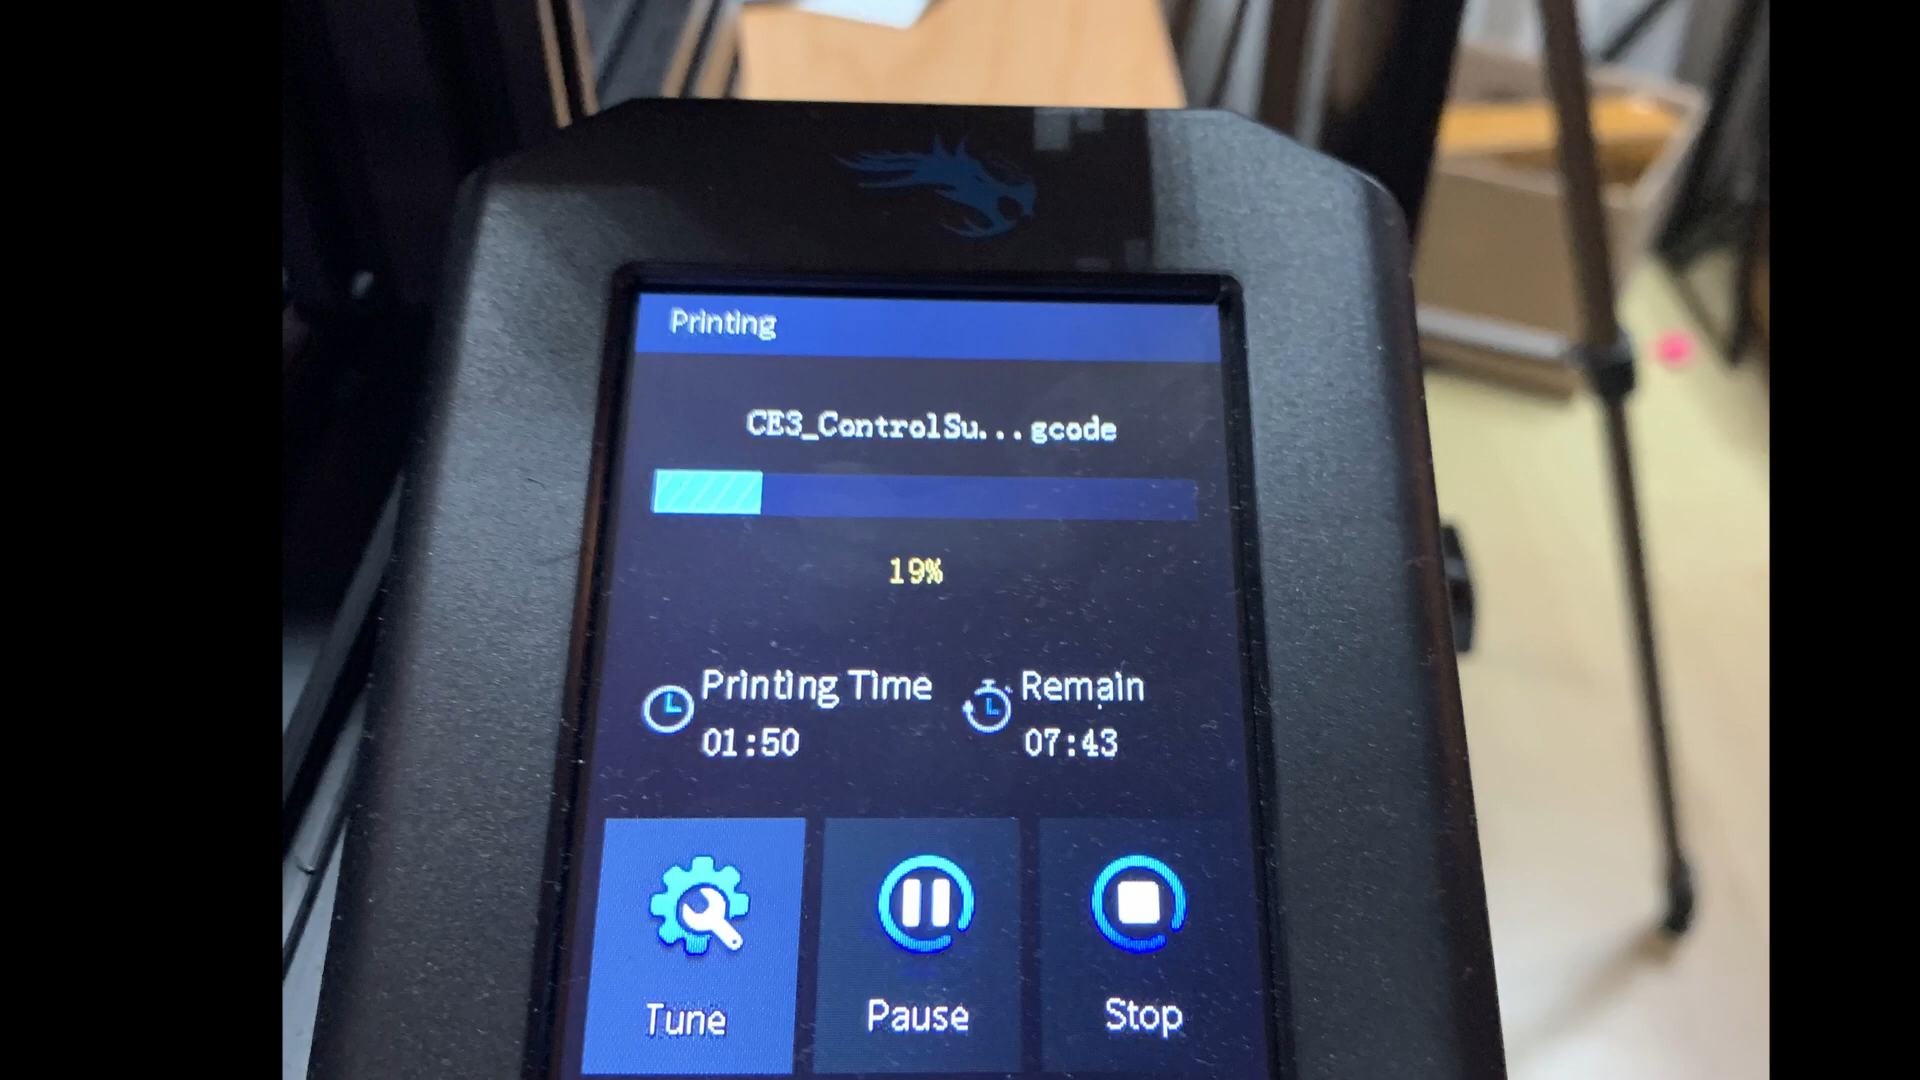 Printing
CE3_ControlSu...gcode
19%
Printing Time
01:50
Remain
07:43
Tune
Pause
Stop